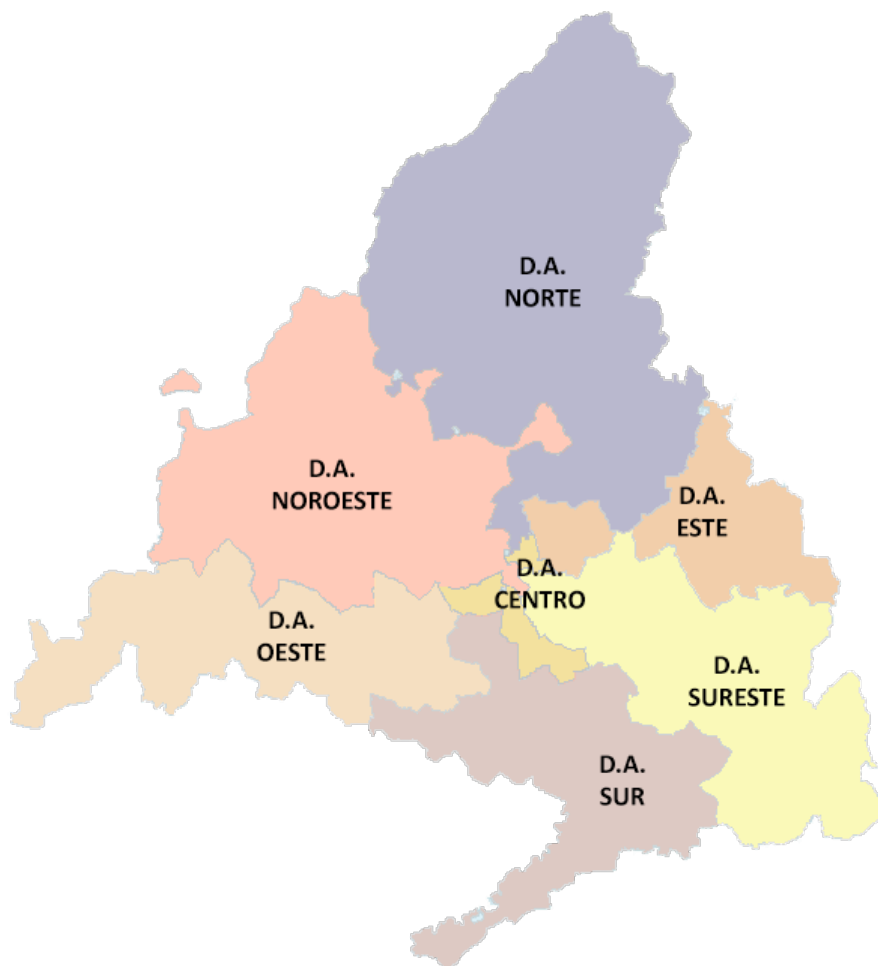 D.A.
NORTE
D.A.
NOROESTE
D.A.
ESTE
D.A.
CENTRO
D.A.
OESTE
D.A.
SURESTE
D.A.
SUR